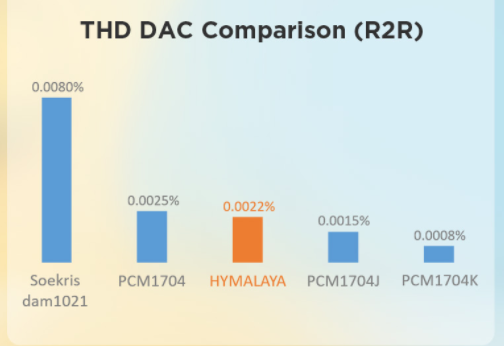 THD DAC Comparison (R2R)
0.0080%
0.0025%
0.0022%
0.0015%
0.0008%
Soekris
dam1021
PCM1704
HYMALAYA
PCM1704J
PCM1704K